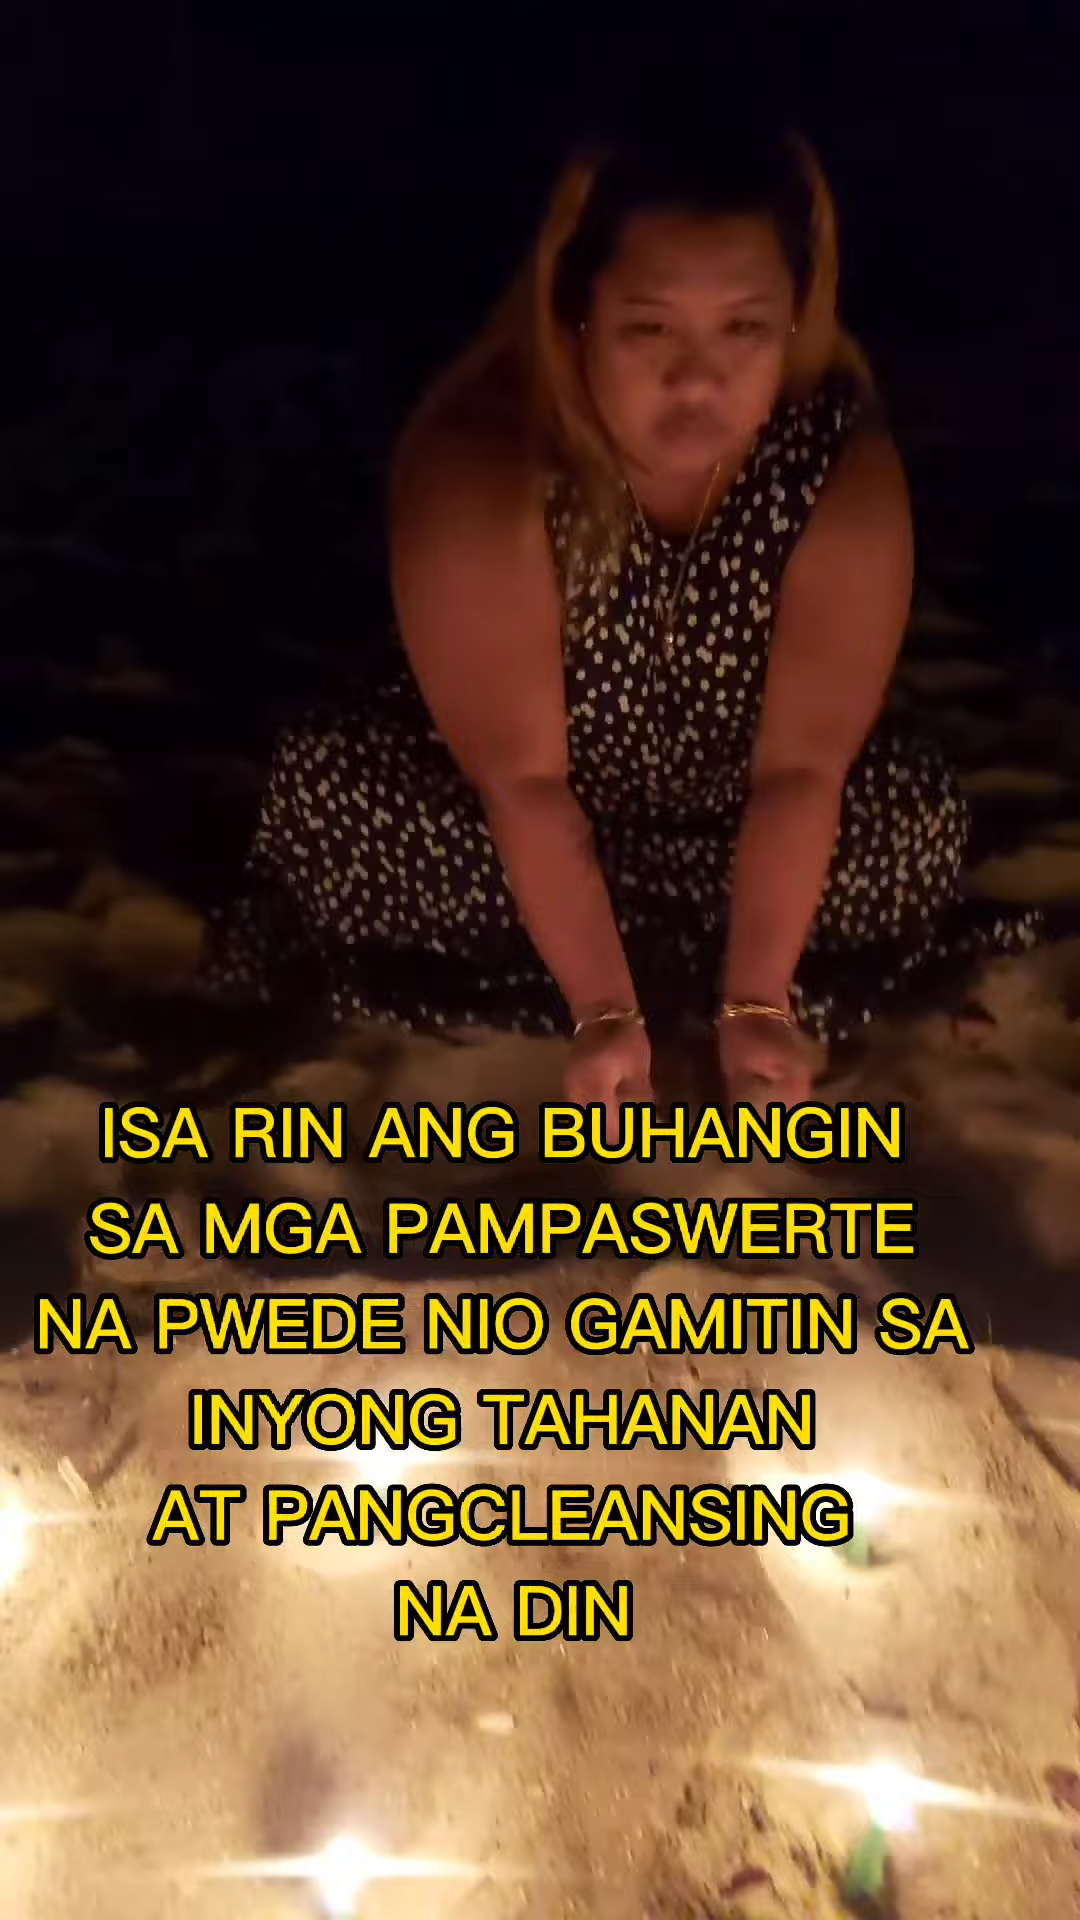 ISA RIN ANG BUHANGIN
SA MGA PAMPASWERTE
NA PWEDE NIO GAMITIN SA
INYONG TAHANAN
AT PANGCLEANSING
NA DIN